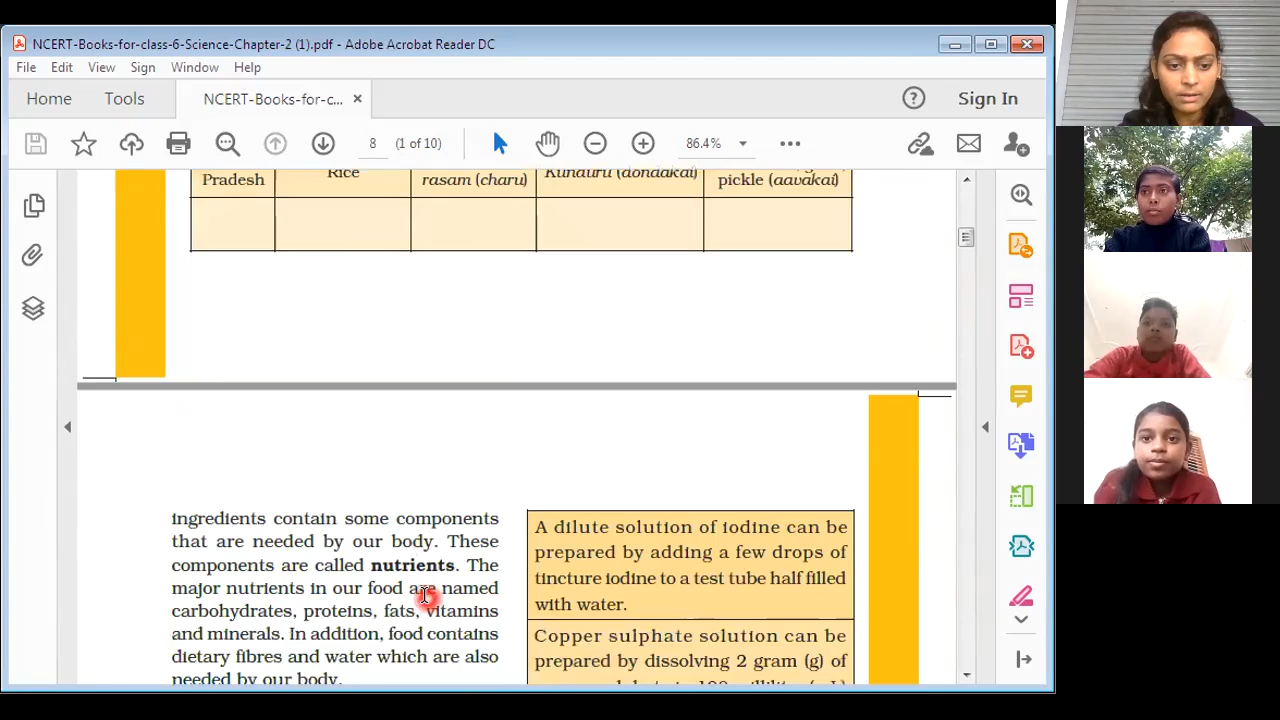 NCERT-Books-for-class-6-Science-Chapter-2 (1).pdf - Adobe Acrobat Reader DC
File Edit View Sign Window Help
Home Tools NCERT-Books-for-c... Sign In
8 (1 of 10) 86.4%
Pradesh Rice rasam (charu) Kunduru (dondakai) pickle (aavakai)
ingredients contain some components
that are needed by our body. These
components are called nutrients. The
major nutrients in our food are named
carbohydrates, proteins, fats, vitamins
and minerals. In addition, food contains
dietary fibres and water which are also
needed by our body.
A dilute solution of iodine can be
prepared by adding a few drops of
tincture iodine to a test tube half filled
with water.
Copper sulphate solution can be
prepared by dissolving 2 gram (g) of